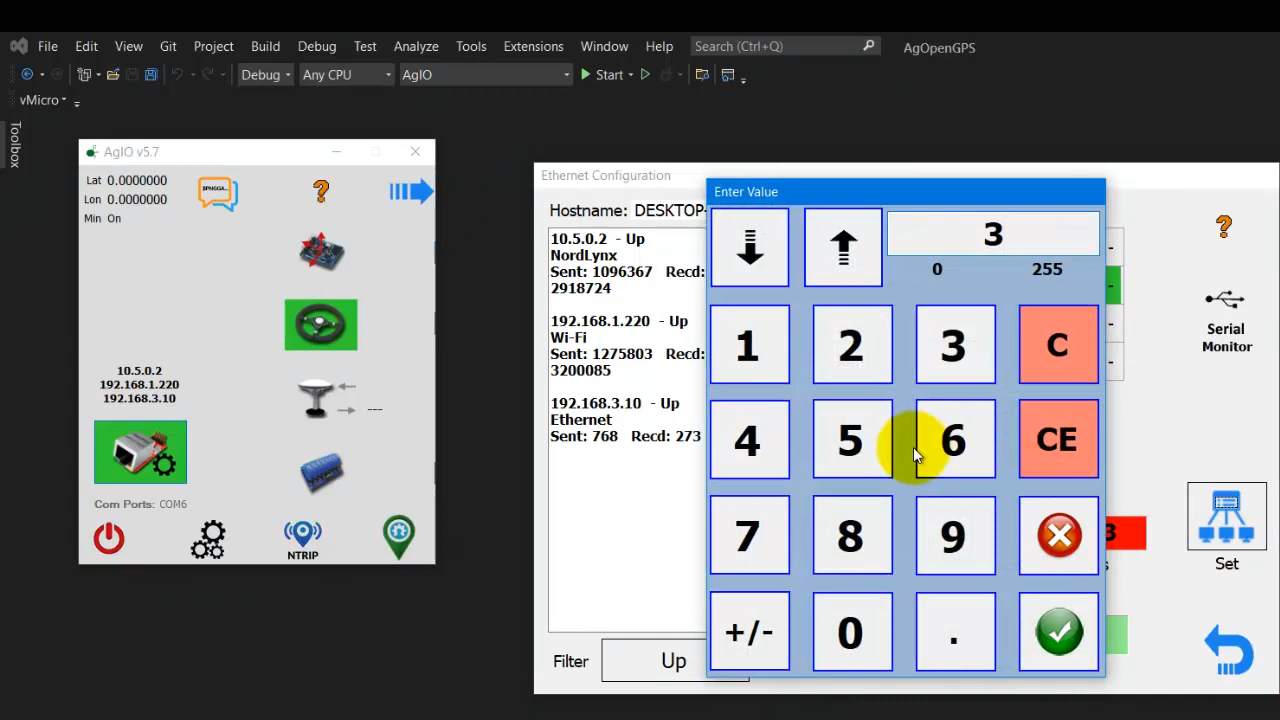 File Edit View Git Project Build Debug Test Analyze Tools Extensions Window Help Search (Ctrl+Q) AgOpenGPS
Debug Any CPU AgIO Start
vMicro
Toolbox
AgIO v5.7
Lat 0.0000000
Lon 0.0000000
Min On
?
10.5.0.2
192.168.1.220
192.168.3.10
---
Com Ports: COM6
NTRIP
Ethernet Configuration
Hostname: DESKTOP-
10.5.0.2 - Up
NordLynx
Sent: 1096367 Recd:
2918724
192.168.1.220 - Up
Wi-Fi
Sent: 1275803 Recd:
3200085
192.168.3.10 - Up
Ethernet
Sent: 768 Recd: 273
Filter Up
Enter Value
3
0 255
1 2 3 C
4 5 6 CE
7 8 9
+/- 0 .
-
-
-
-
3
s
?
Serial
Monitor
Set